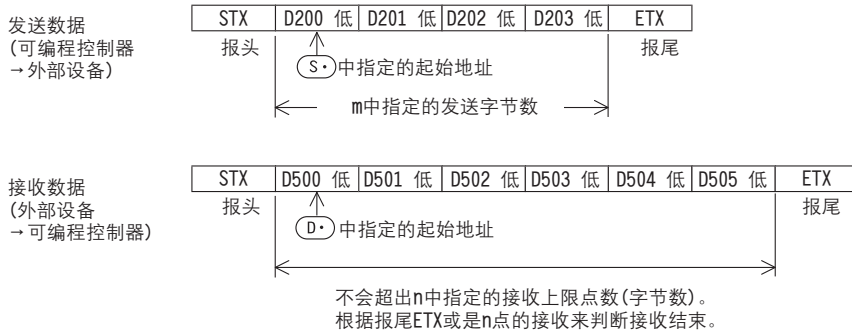 STX D200 低 D201 低 D202 低 D203 低 ETX
发送数据
(可编程控制器
→外部设备)
报头 报尾
S· 中指定的起始地址
m中指定的发送字节数
STX D500 低 D501 低 D502 低 D503 低 D504 低 D505 低 ETX
接收数据
(外部设备
→可编程控制器)
报头 报尾
D· 中指定的起始地址
不会超出n中指定的接收上限点数(字节数)。
根据报尾ETX或是n点的接收来判断接收结束。